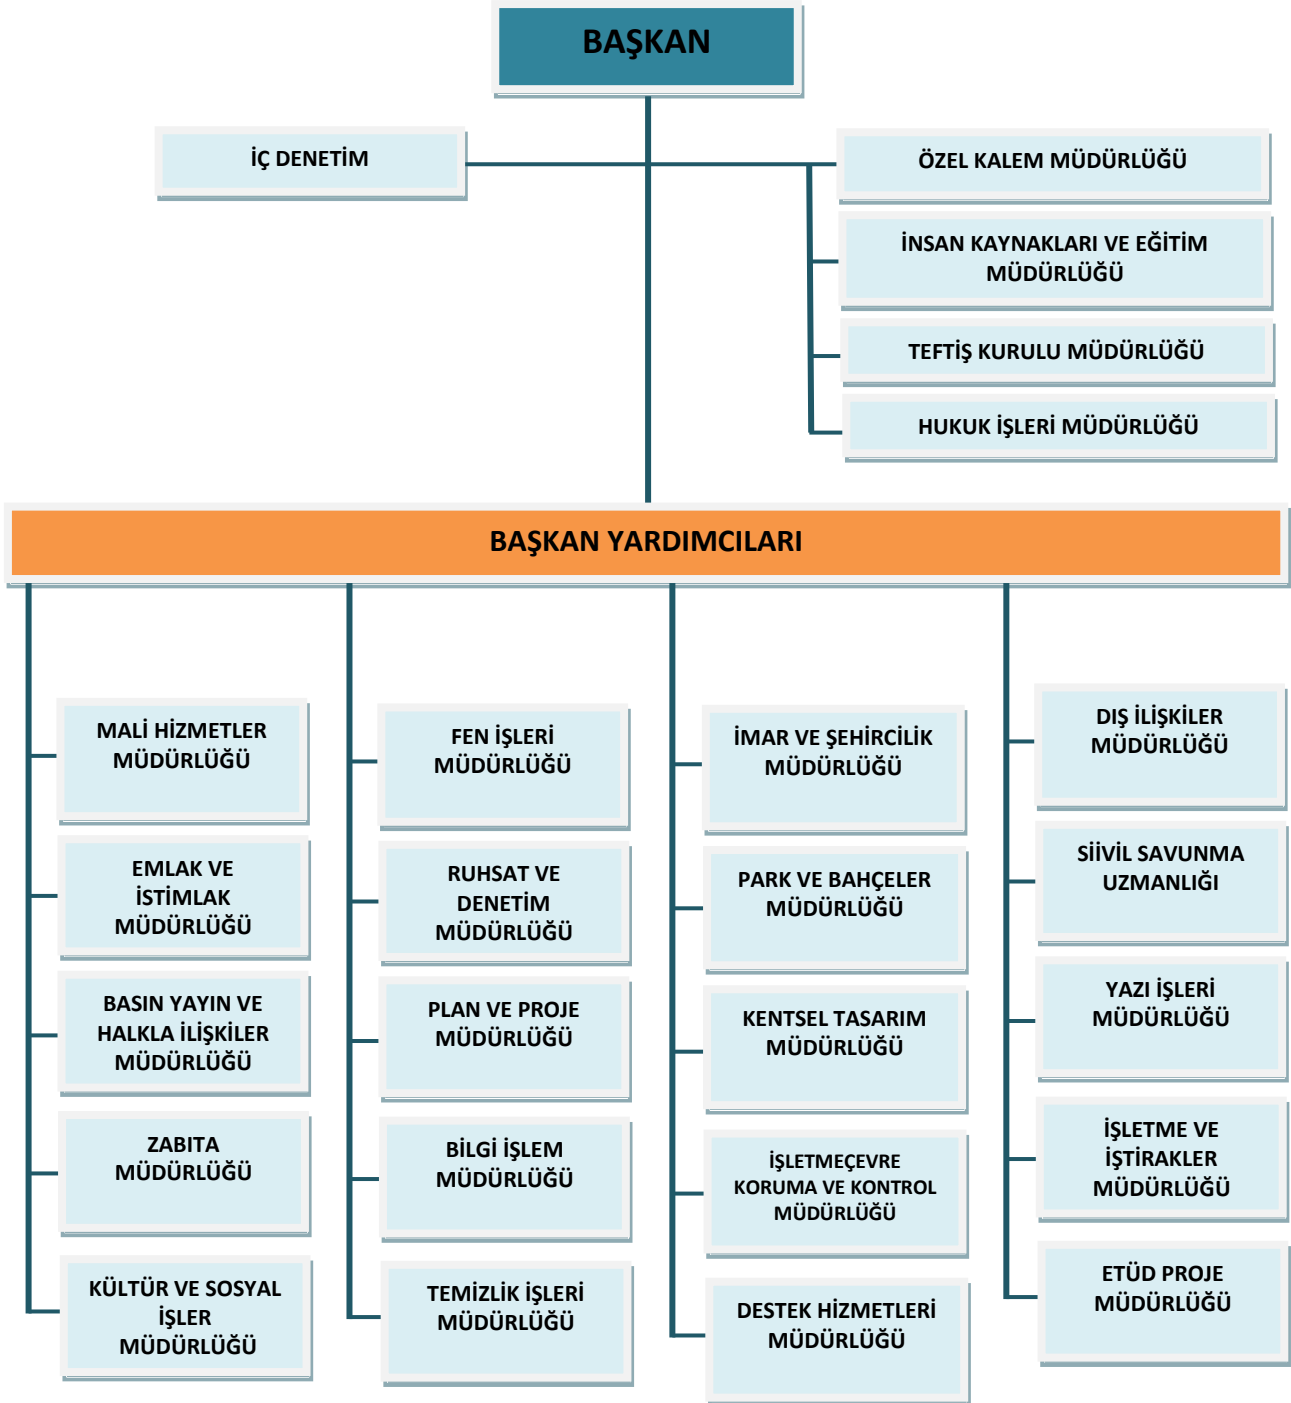 BAŞKAN
İÇ DENETİM
ÖZEL KALEM MÜDÜRLÜĞÜ
İNSAN KAYNAKLARI VE EĞİTİM
MÜDÜRLÜĞÜ
TEFTİŞ KURULU MÜDÜRLÜĞÜ
HUKUK İŞLERİ MÜDÜRLÜĞÜ
BAŞKAN YARDIMCILARI
MALİ HİZMETLER
MÜDÜRLÜĞÜ
EMLAK VE
İSTİMLAK
MÜDÜRLÜĞÜ
BASIN YAYIN VE
HALKLA İLİŞKİLER
MÜDÜRLÜĞÜ
ZABITA
MÜDÜRLÜĞÜ
KÜLTÜR VE SOSYAL
İŞLER
MÜDÜRLÜĞÜ
FEN İŞLERİ
MÜDÜRLÜĞÜ
RUHSAT VE
DENETİM
MÜDÜRLÜĞÜ
PLAN VE PROJE
MÜDÜRLÜĞÜ
BİLGİ İŞLEM
MÜDÜRLÜĞÜ
TEMİZLİK İŞLERİ
MÜDÜRLÜĞÜ
İMAR VE ŞEHİRCİLİK
MÜDÜRLÜĞÜ
PARK VE BAHÇELER
MÜDÜRLÜĞÜ
KENTSEL TASARIM
MÜDÜRLÜĞÜ
İŞLETMEÇEVRE
KORUMA VE KONTROL
MÜDÜRLÜĞÜ
DESTEK HİZMETLERİ
MÜDÜRLÜĞÜ
DIŞ İLİŞKİLER
MÜDÜRLÜĞÜ
SİİVİL SAVUNMA
UZMANLIĞI
YAZI İŞLERİ
MÜDÜRLÜĞÜ
İŞLETME VE
İŞTİRAKLER
MÜDÜRLÜĞÜ
ETÜD PROJE
MÜDÜRLÜĞÜ